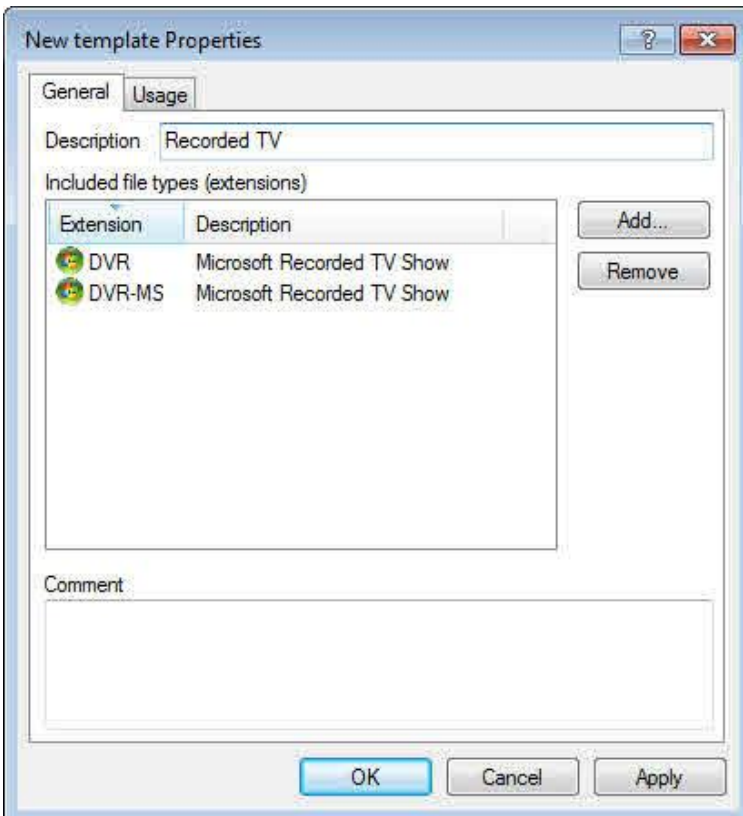 New template Properties
General Usage
Description Recorded TV
Included file types (extensions)
Extension Description
DVR Microsoft Recorded TV Show
DVR-MS Microsoft Recorded TV Show
Add...
Remove
Comment
OK Cancel Apply